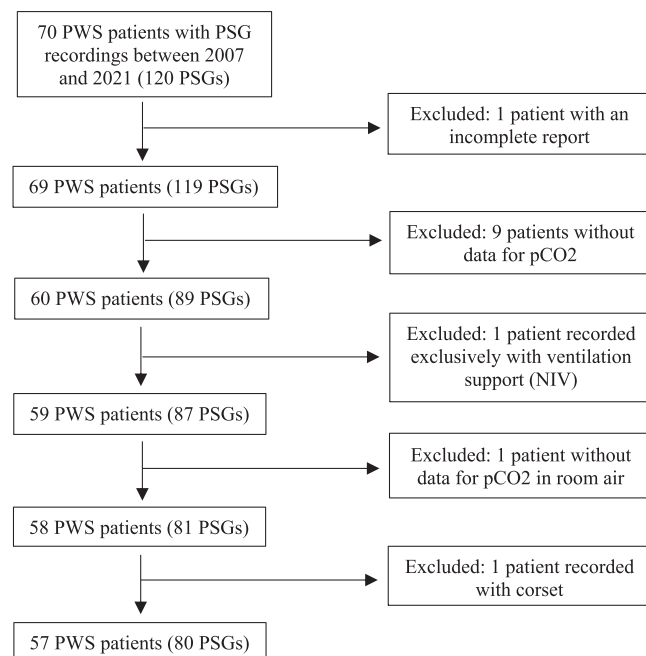 70 PWS patients with PSG
recordings between 2007
and 2021 (120 PSGs)
Excluded: 1 patient with an
incomplete report
69 PWS patients (119 PSGs)
Excluded: 9 patients without
data for pCO2
60 PWS patients (89 PSGs)
Excluded: 1 patient recorded
exclusively with ventilation
support (NIV)
59 PWS patients (87 PSGs)
Excluded: 1 patient without
data for pCO2 in room air
58 PWS patients (81 PSGs)
Excluded: 1 patient recorded
with corset
57 PWS patients (80 PSGs)